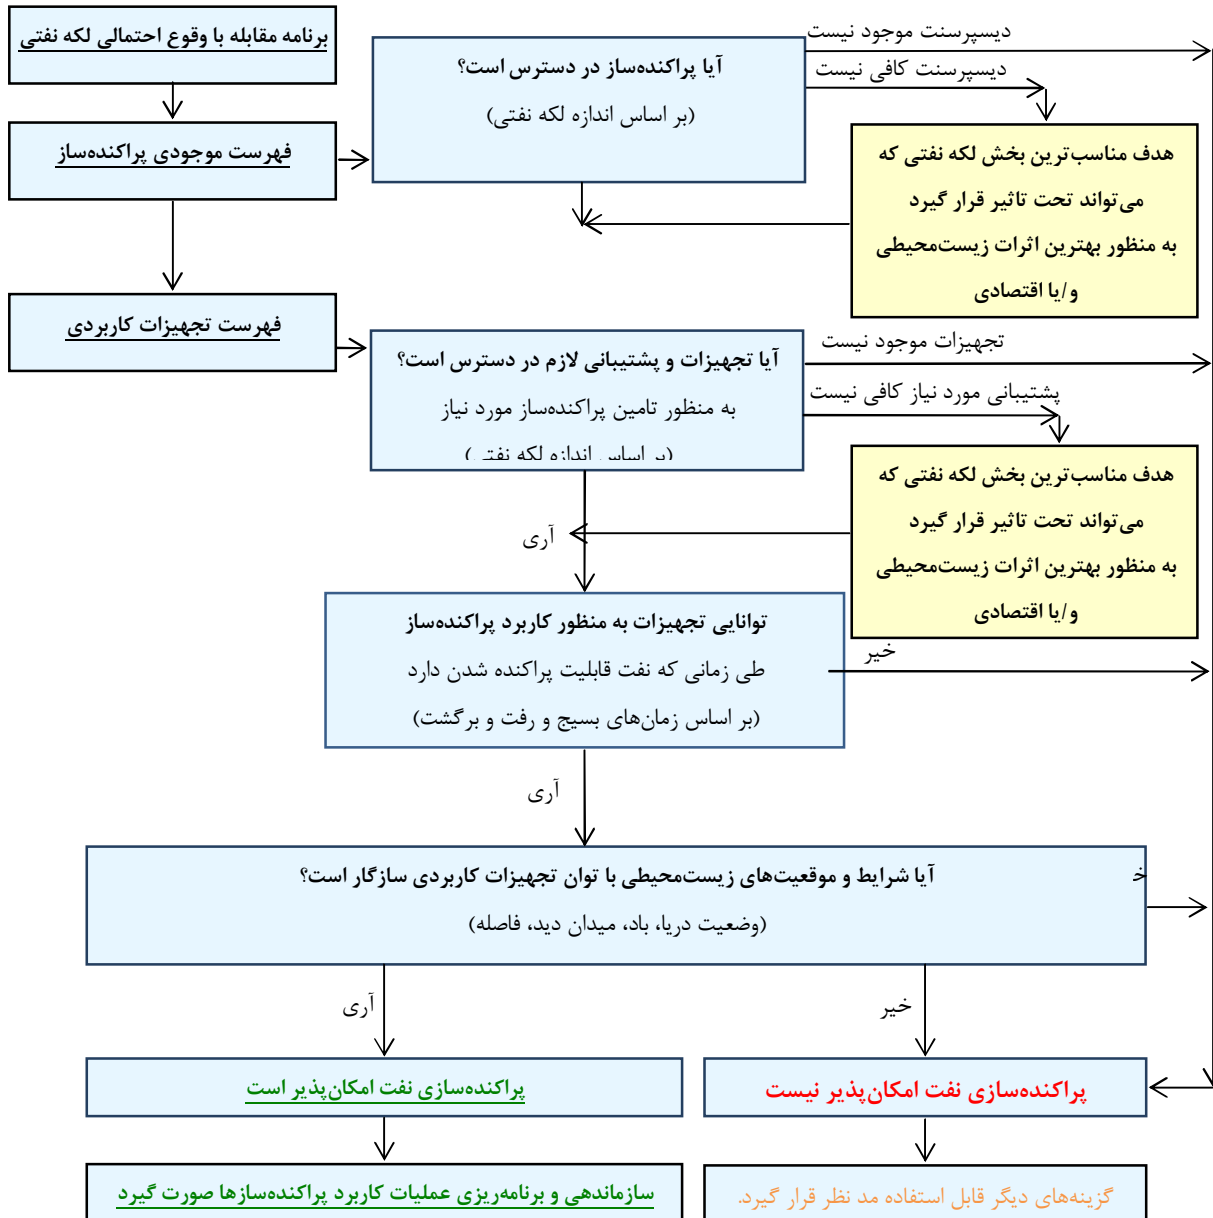 برنامه مقابله با وقوع احتمالی لکه نفتی
فهرست موجودی پراکنده‌ساز
فهرست تجهیزات کاربردی
آیا پراکنده‌ساز در دسترس است؟
(بر اساس اندازه لکه نفتی)
دیسپرسنت موجود نیست
دیسپرسنت کافی نیست
هدف مناسب‌ترین بخش لکه نفتی که
می‌تواند تحت تاثیر قرار گیرد
به منظور بهترین اثرات زیست‌محیطی
و/یا اقتصادی
آیا تجهیزات و پشتیبانی لازم در دسترس است؟
به منظور تامین پراکنده‌ساز مورد نیاز
(بر اساس اندازه لکه نفتی)
تجهیزات موجود نیست
پشتیبانی مورد نیاز کافی نیست
هدف مناسب‌ترین بخش لکه نفتی که
می‌تواند تحت تاثیر قرار گیرد
به منظور بهترین اثرات زیست‌محیطی
و/یا اقتصادی
آری
توانایی تجهیزات به منظور کاربرد پراکنده‌ساز
طی زمانی که نفت قابلیت پراکنده شدن دارد
(بر اساس زمان‌های بسیج و رفت و برگشت)
خیر
آری
آیا شرایط و موقعیت‌های زیست‌محیطی با توان تجهیزات کاربردی سازگار است؟
(وضعیت دریا، باد، میدان دید، فاصله)
خیر
آری
پراکنده‌سازی نفت امکان‌پذیر نیست
پراکنده‌سازی نفت امکان‌پذیر است
گزینه‌های دیگر قابل استفاده مد نظر قرار گیرد.
سازماندهی و برنامه‌ریزی عملیات کاربرد پراکنده‌سازها صورت گیرد